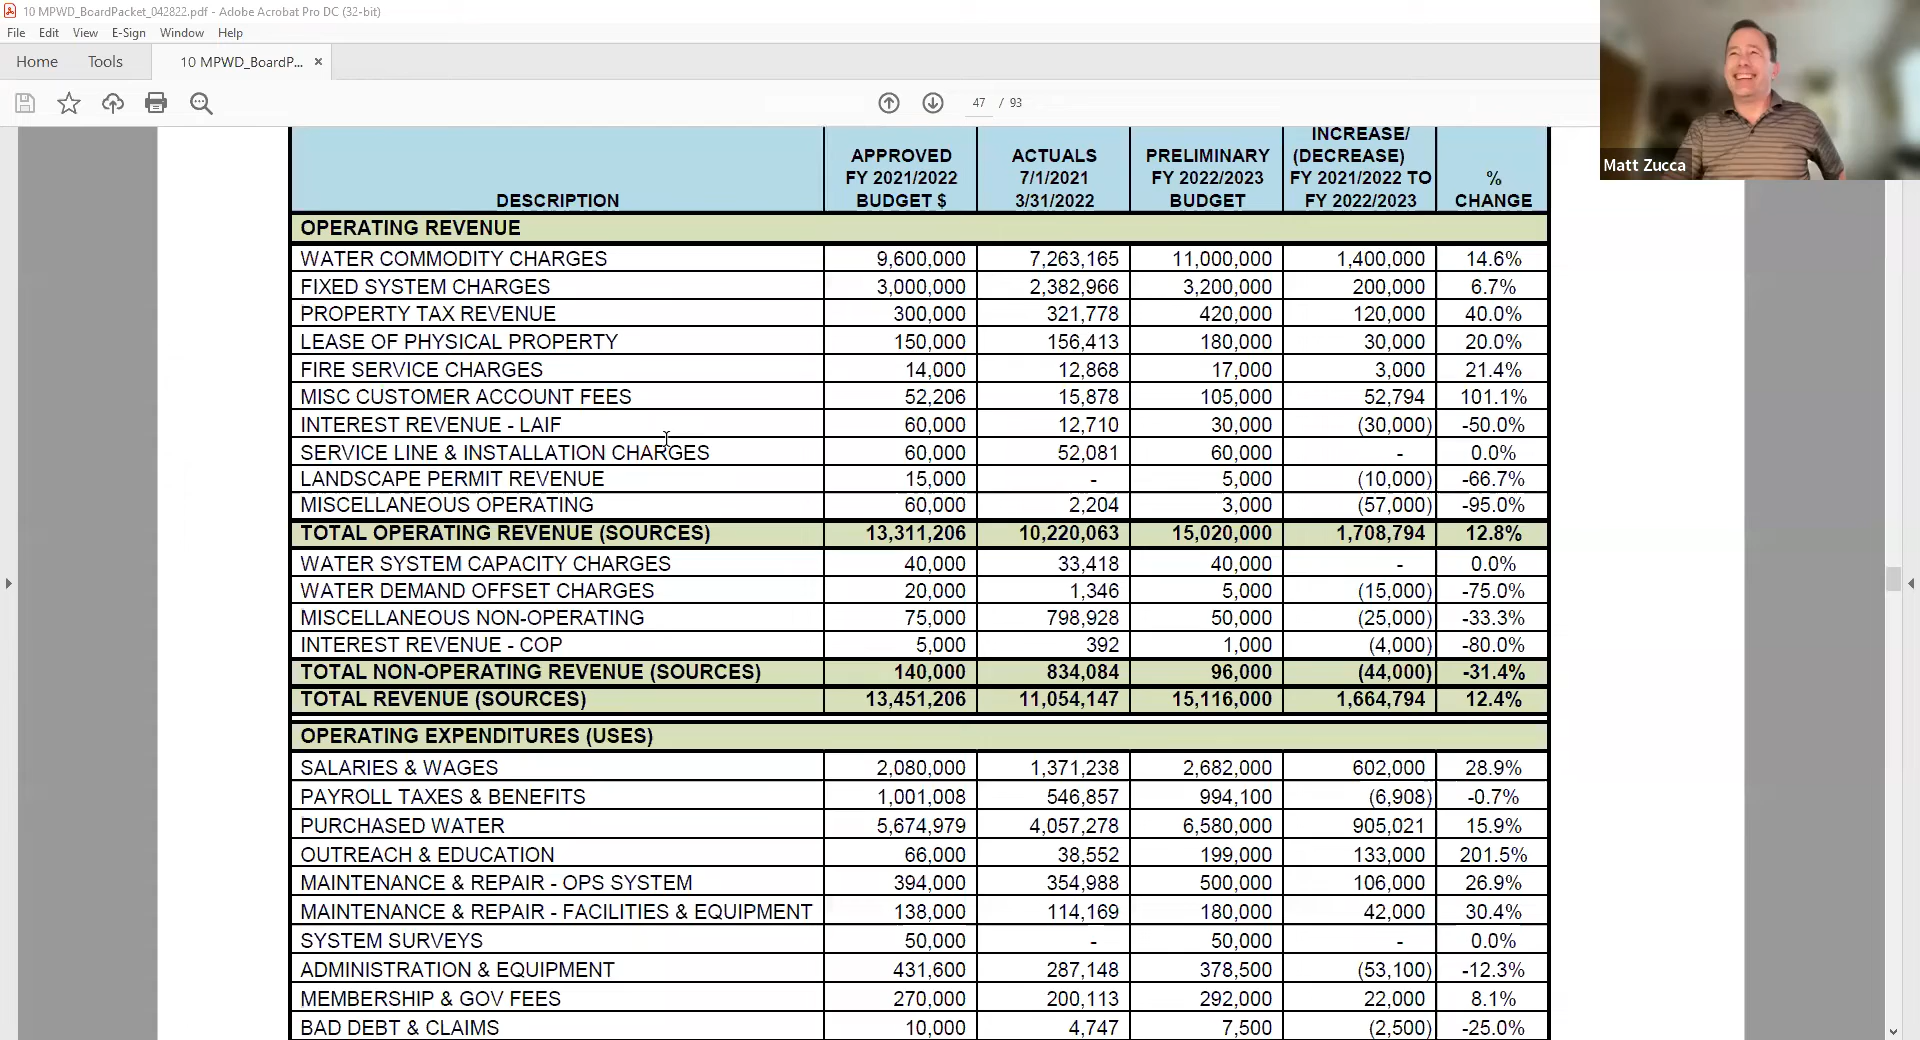 10 MPWD_BoardPacket_042822.pdf - Adobe Acrobat Pro DC (32-bit)
File Edit View E-Sign Window Help
Home Tools 10 MPWD_BoardP... ×
47 / 93
Matt Zucca
DESCRIPTION APPROVED FY 2021/2022 BUDGET $ ACTUALS 7/1/2021 3/31/2022 PRELIMINARY FY 2022/2023 BUDGET INCREASE/ (DECREASE) FY 2021/2022 TO FY 2022/2023 % CHANGE
OPERATING REVENUE
WATER COMMODITY CHARGES 9,600,000 7,263,165 11,000,000 1,400,000 14.6%
FIXED SYSTEM CHARGES 3,000,000 2,382,966 3,200,000 200,000 6.7%
PROPERTY TAX REVENUE 300,000 321,778 420,000 120,000 40.0%
LEASE OF PHYSICAL PROPERTY 150,000 156,413 180,000 30,000 20.0%
FIRE SERVICE CHARGES 14,000 12,868 17,000 3,000 21.4%
MISC CUSTOMER ACCOUNT FEES 52,206 15,878 105,000 52,794 101.1%
INTEREST REVENUE - LAIF 60,000 12,710 30,000 (30,000) -50.0%
SERVICE LINE & INSTALLATION CHARGES 60,000 52,081 60,000 - 0.0%
LANDSCAPE PERMIT REVENUE 15,000 - 5,000 (10,000) -66.7%
MISCELLANEOUS OPERATING 60,000 2,204 3,000 (57,000) -95.0%
TOTAL OPERATING REVENUE (SOURCES) 13,311,206 10,220,063 15,020,000 1,708,794 12.8%
WATER SYSTEM CAPACITY CHARGES 40,000 33,418 40,000 - 0.0%
WATER DEMAND OFFSET CHARGES 20,000 1,346 5,000 (15,000) -75.0%
MISCELLANEOUS NON-OPERATING 75,000 798,928 50,000 (25,000) -33.3%
INTEREST REVENUE - COP 5,000 392 1,000 (4,000) -80.0%
TOTAL NON-OPERATING REVENUE (SOURCES) 140,000 834,084 96,000 (44,000) -31.4%
TOTAL REVENUE (SOURCES) 13,451,206 11,054,147 15,116,000 1,664,794 12.4%
OPERATING EXPENDITURES (USES)
SALARIES & WAGES 2,080,000 1,371,238 2,682,000 602,000 28.9%
PAYROLL TAXES & BENEFITS 1,001,008 546,857 994,100 (6,908) -0.7%
PURCHASED WATER 5,674,979 4,057,278 6,580,000 905,021 15.9%
OUTREACH & EDUCATION 66,000 38,552 199,000 133,000 201.5%
MAINTENANCE & REPAIR - OPS SYSTEM 394,000 354,988 500,000 106,000 26.9%
MAINTENANCE & REPAIR - FACILITIES & EQUIPMENT 138,000 114,169 180,000 42,000 30.4%
SYSTEM SURVEYS 50,000 - 50,000 - 0.0%
ADMINISTRATION & EQUIPMENT 431,600 287,148 378,500 (53,100) -12.3%
MEMBERSHIP & GOV FEES 270,000 200,113 292,000 22,000 8.1%
BAD DEBT & CLAIMS 10,000 4,747 7,500 (2,500) -25.0%